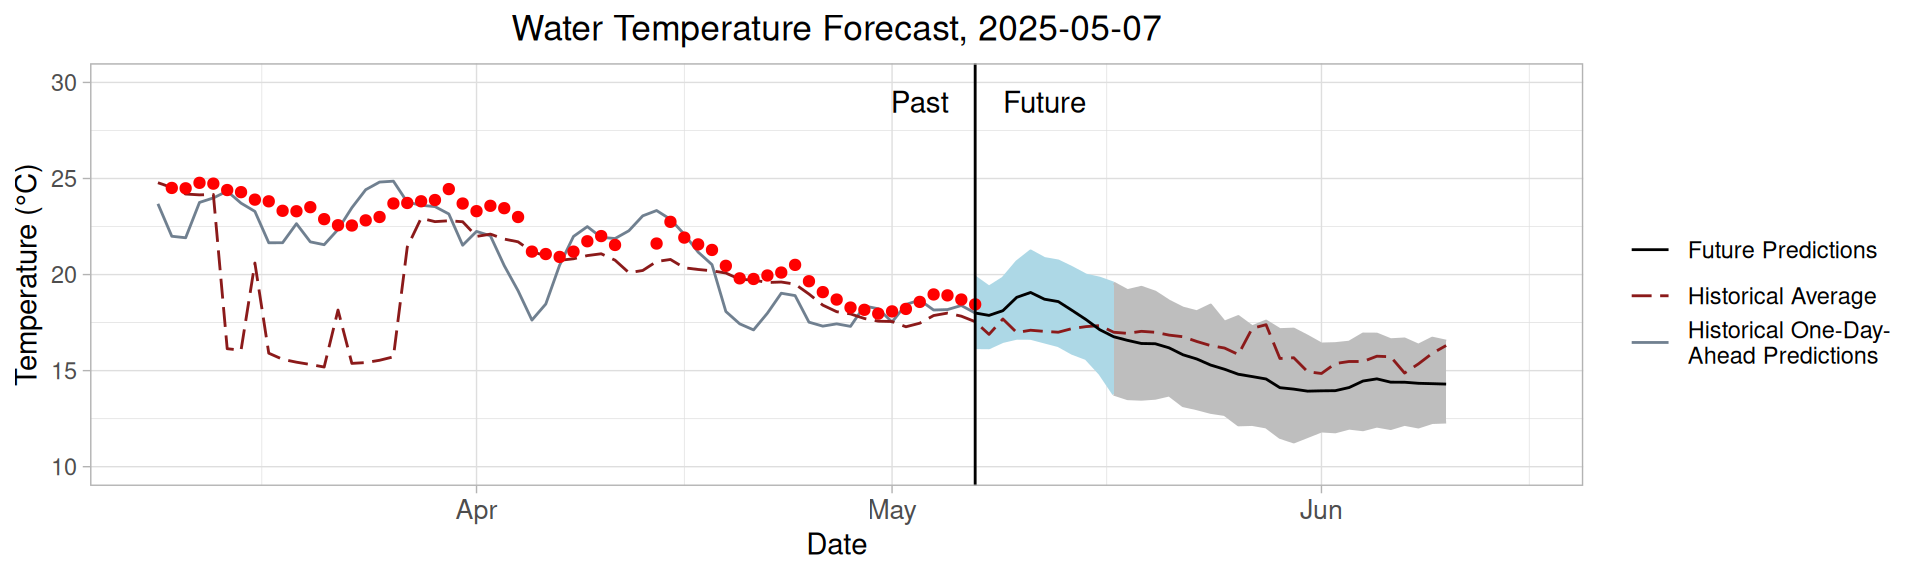 Water Temperature Forecast, 2025-05-07
30
25
20
15
10
Temperature (°C)
Past
Future
Apr
May
Jun
Date
Future Predictions
Historical Average
Historical One-Day-
Ahead Predictions